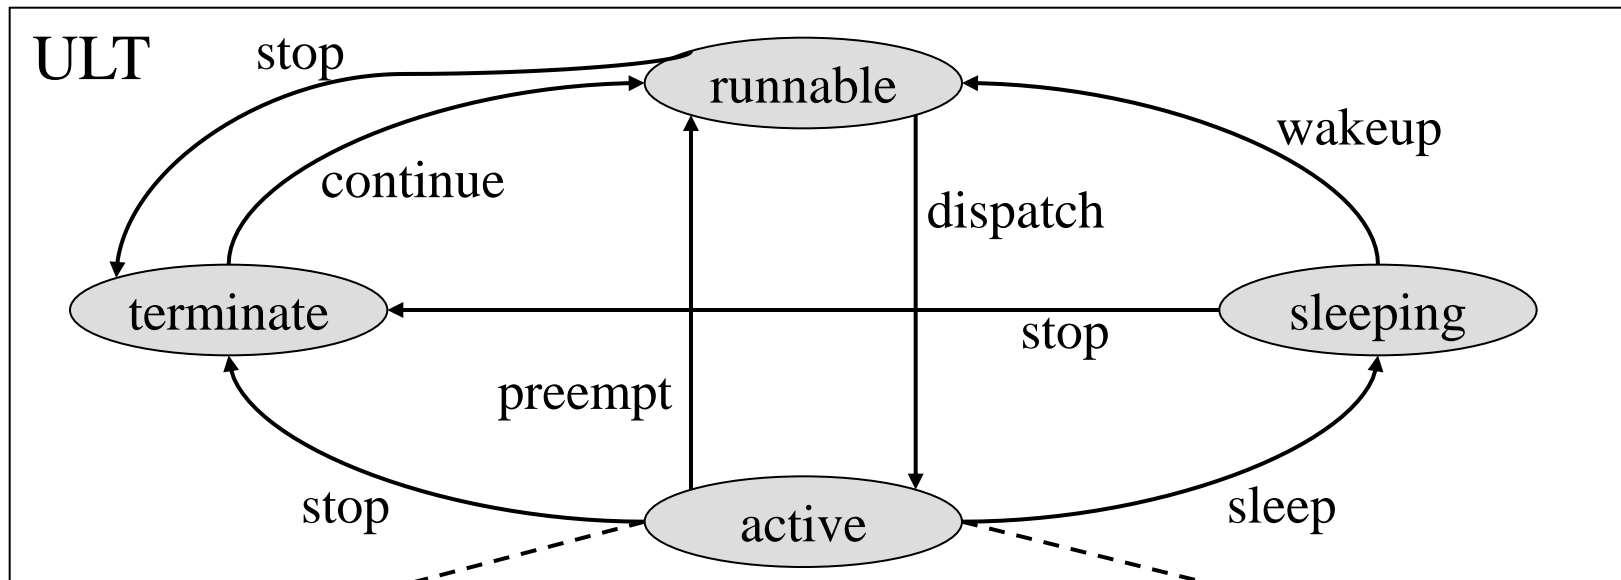 ULT
stop
runnable
wakeup
continue
dispatch
terminate
sleeping
stop
preempt
stop
active
sleep